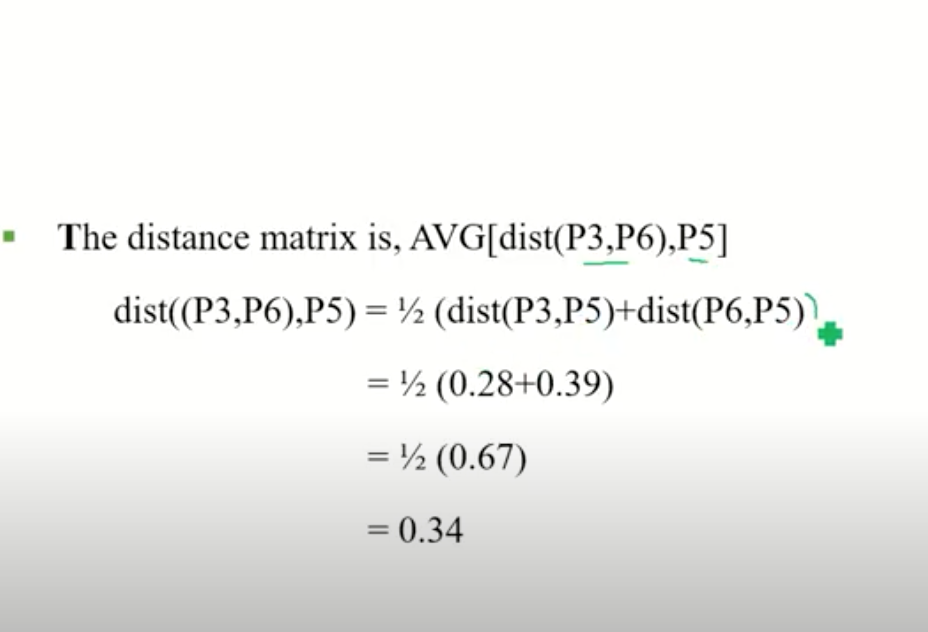 The distance matrix is, AVG[dist(P3,P6),P5]
dist((P3,P6),P5) = ½ (dist(P3,P5)+dist(P6,P5))
= ½ (0.28+0.39)
= ½ (0.67)
= 0.34